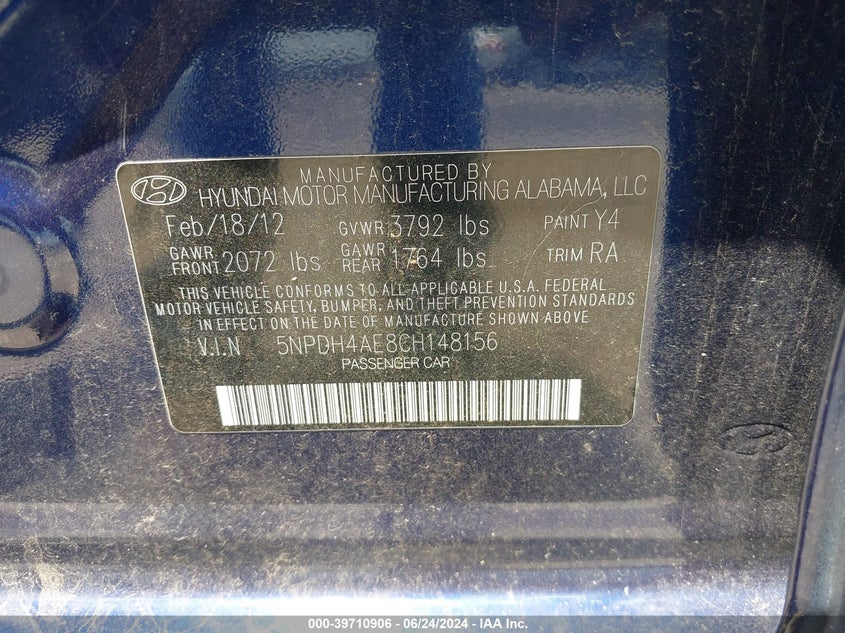 MANUFACTURED BY
HYUNDAI MOTOR MANUFACTURING ALABAMA, LLC
Feb/18/12 GVWR 3792 lbs PAINT Y4
GAWR FRONT 2072 lbs GAWR REAR 1764 lbs TRIM RA
THIS VEHICLE CONFORMS TO ALL APPLICABLE U.S.A. FEDERAL
MOTOR VEHICLE SAFETY, BUMPER, AND THEFT PREVENTION STANDARDS
IN EFFECT ON THE DATE OF MANUFACTURE SHOWN ABOVE
V.I.N 5NPDH4AE8CH148156
PASSENGER CAR
000-39710906 - 06/24/2024 - IAA Inc.